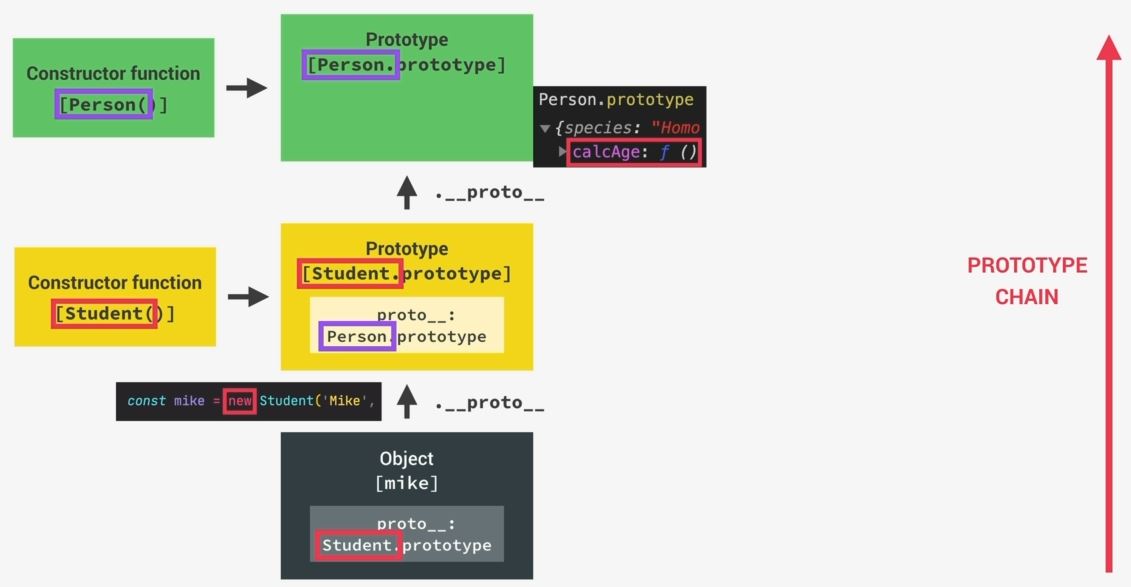 Prototype
[Person.prototype]
Constructor function
[Person()]
Person.prototype
{species: "Homo
calcAge: ƒ ()
.__proto__
Prototype
[Student.prototype]
Constructor function
[Student()]
proto__:
Person.prototype
PROTOTYPE
CHAIN
const mike = new Student('Mike',
.__proto__
Object
[mike]
proto__:
Student.prototype